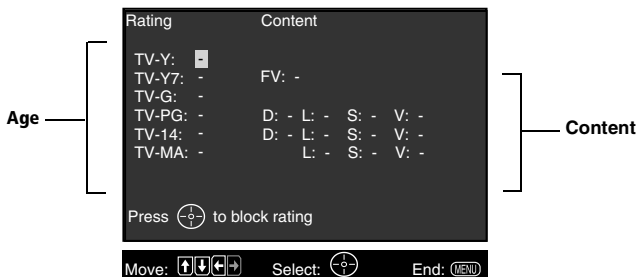 Rating Content
TV-Y: -
TV-Y7: - FV: -
TV-G: -
TV-PG: - D: - L: - S: - V: -
TV-14: - D: - L: - S: - V: -
TV-MA: - L: - S: - V: -
Age
Content
Press to block rating
Move: Select: End: MENU